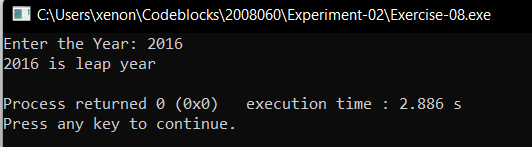 C:\Users\xenon\Codeblocks\2008060\Experiment-02\Exercise-08.exe
Enter the Year: 2016
2016 is leap year
Process returned 0 (0x0)   execution time : 2.886 s
Press any key to continue.